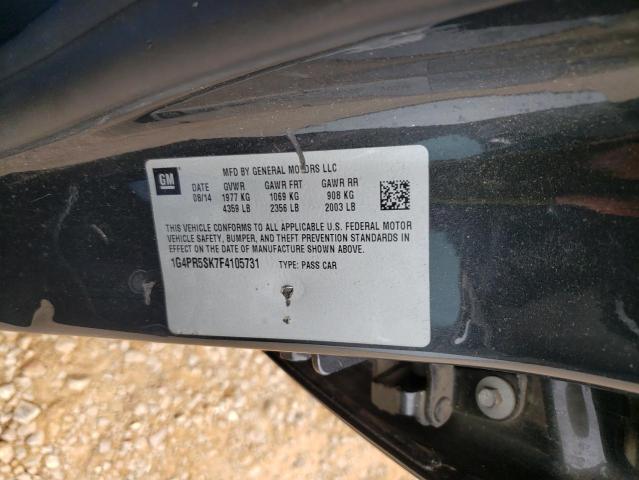 GM
MFD BY GENERAL MOTORS LLC
DATE GVWR GAWR FRT GAWR RR
08/14 1977 KG 1069 KG 908 KG
4359 LB 2356 LB 2003 LB
THIS VEHICLE CONFORMS TO ALL APPLICABLE U.S. FEDERAL MOTOR
VEHICLE SAFETY, BUMPER, AND THEFT PREVENTION STANDARDS IN
EFFECT ON THE DATE OF MANUFACTURE SHOWN ABOVE.
1G4PR5SK7F4105731 TYPE: PASS CAR